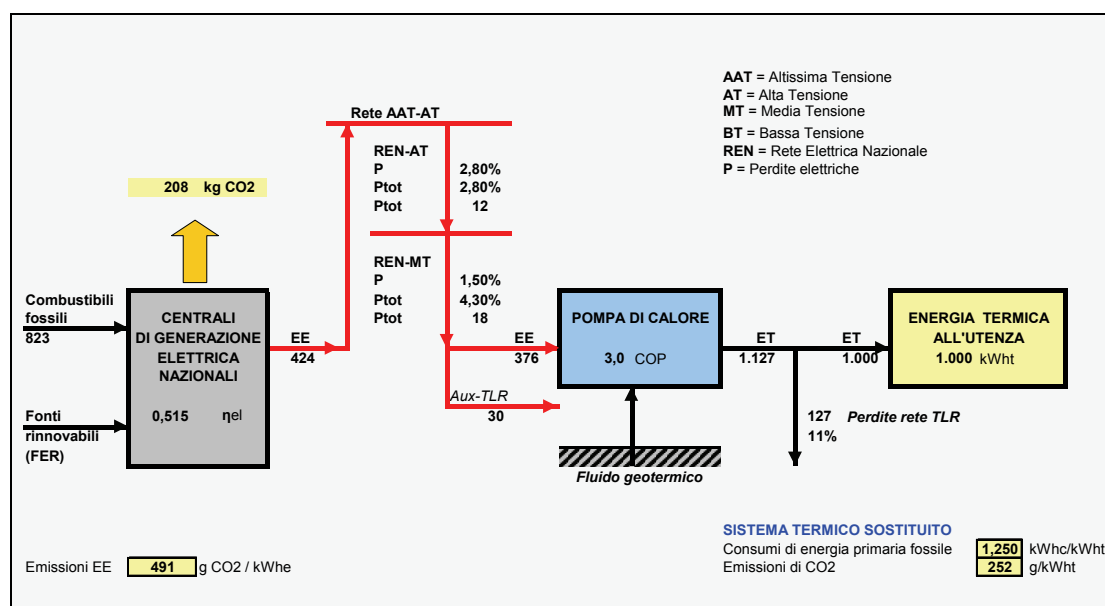 AAT = Altissima Tensione
AT = Alta Tensione
MT = Media Tensione
BT = Bassa Tensione
REN = Rete Elettrica Nazionale
P = Perdite elettriche
Rete AAT-AT
REN-AT
P 2,80%
Ptot 2,80%
Ptot 12
208 kg CO2
REN-MT
P 1,50%
Ptot 4,30%
Ptot 18
Combustibili
fossili
823
CENTRALI
DI GENERAZIONE
ELETTRICA
NAZIONALI
0,515 ηel
EE
424
EE
376
Aux-TLR
30
POMPA DI CALORE
3,0 COP
ET
1.127
ET
1.000
ENERGIA TERMICA
ALL'UTENZA
1.000 kWht
Fonti
rinnovabili
(FER)
127 Perdite rete TLR
11%
Fluido geotermico
SISTEMA TERMICO SOSTITUITO
Consumi di energia primaria fossile 1,250 kWhc/kWht
Emissioni di CO2 252 g/kWht
Emissioni EE 491 g CO2 / kWhe